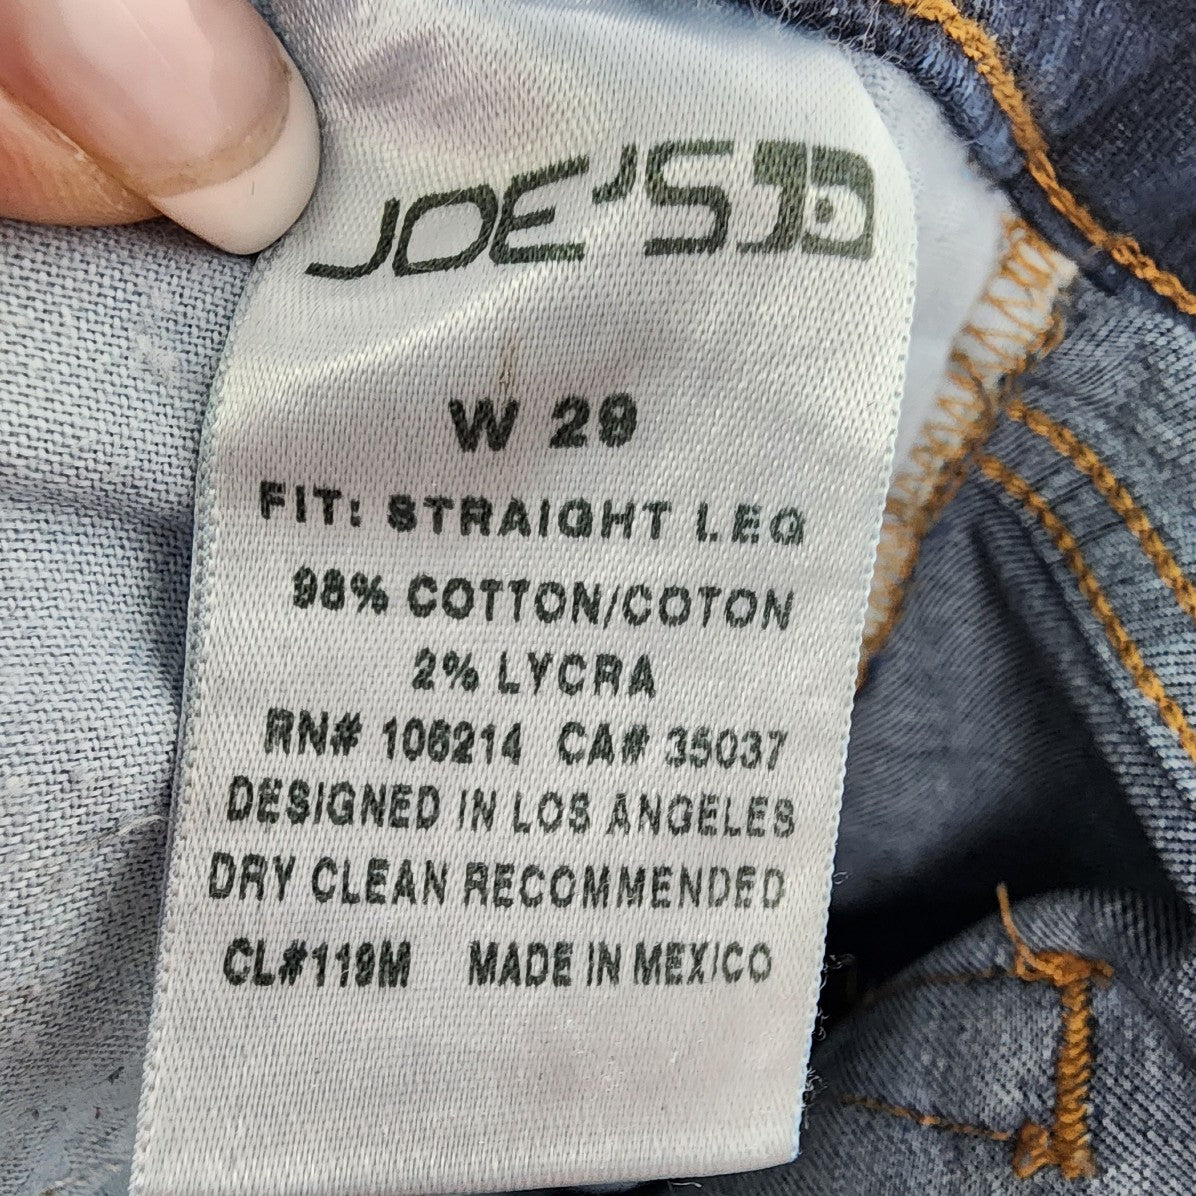 JOE'S
W 29
FIT: STRAIGHT LEG
98% COTTON/COTON
2% LYCRA
RN# 106214 CA# 35037
DESIGNED IN LOS ANGELES
DRY CLEAN RECOMMENDED
CL#119M MADE IN MEXICO